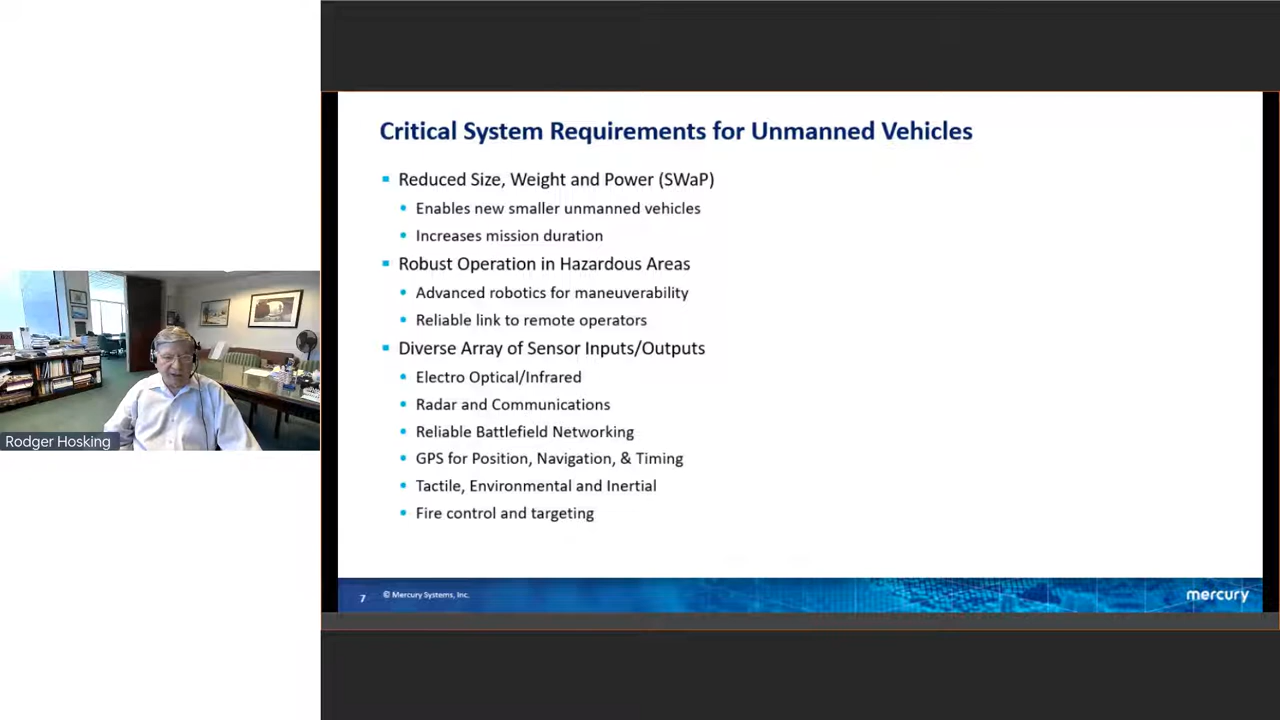 Critical System Requirements for Unmanned Vehicles
Reduced Size, Weight and Power (SWaP)
Enables new smaller unmanned vehicles
Increases mission duration
Robust Operation in Hazardous Areas
Advanced robotics for maneuverability
Reliable link to remote operators
Diverse Array of Sensor Inputs/Outputs
Electro Optical/Infrared
Radar and Communications
Reliable Battlefield Networking
GPS for Position, Navigation, & Timing
Tactile, Environmental and Inertial
Fire control and targeting
7
© Mercury Systems, Inc.
mercury
Rodger Hosking